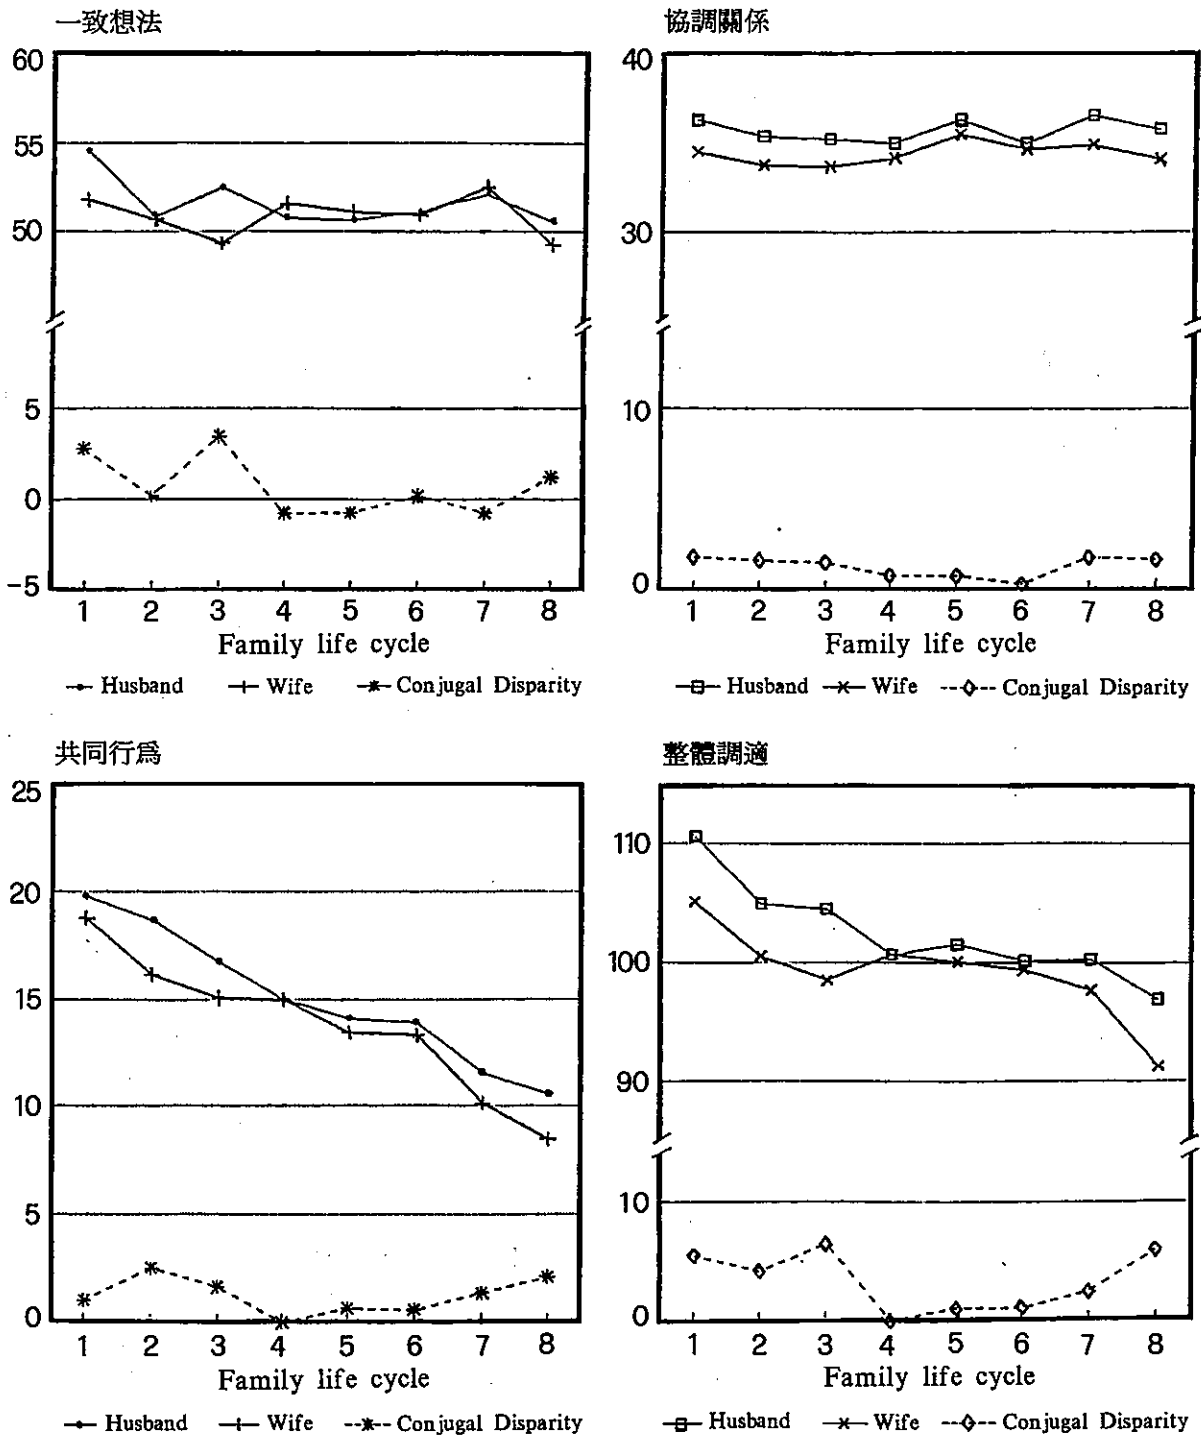 一致想法
60
55
50
5
0
-5
1 2 3 4 5 6 7 8
Family life cycle
Husband Wife Conjugal Disparity
協調關係
40
30
10
0
1 2 3 4 5 6 7 8
Family life cycle
Husband Wife Conjugal Disparity
共同行爲
25
20
15
10
5
0
1 2 3 4 5 6 7 8
Family life cycle
Husband Wife Conjugal Disparity
整體調適
110
100
90
10
0
1 2 3 4 5 6 7 8
Family life cycle
Husband Wife Conjugal Disparity